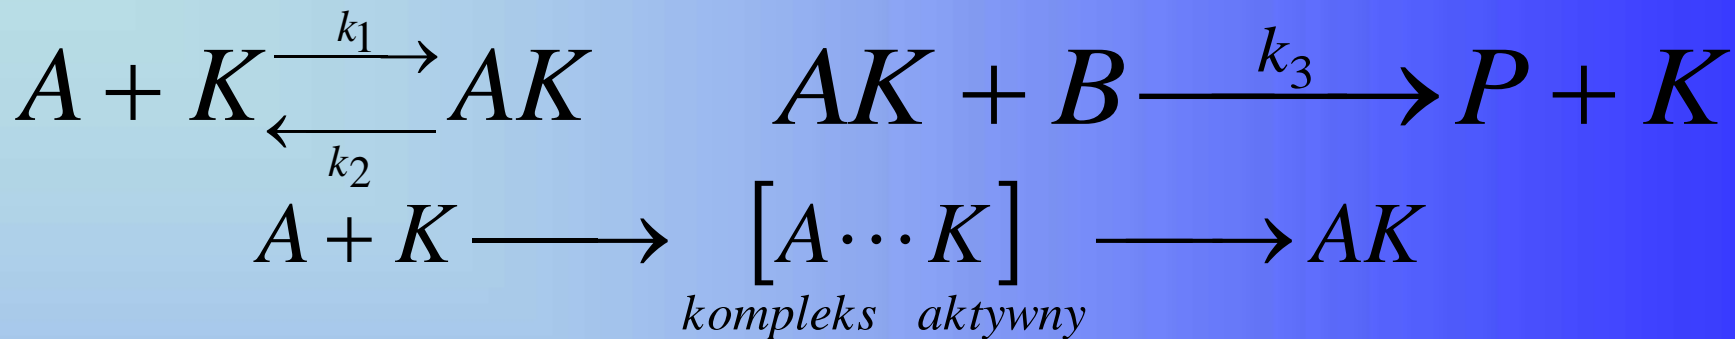 k₁
A + K ⇄ AK AK + B ⟶ P + K
k₃
k₂
A + K ⟶ [A⋯K] ⟶ AK
kompleks aktywny